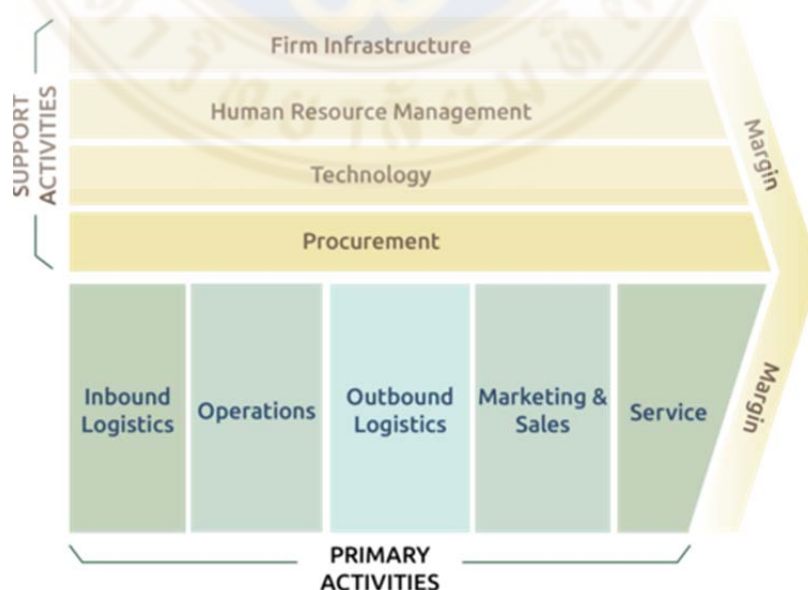 Firm Infrastructure
Human Resource Management
Technology
Procurement
SUPPORT
ACTIVITIES
Margin
Margin
Inbound
Logistics
Operations
Outbound
Logistics
Marketing &
Sales
Service
PRIMARY
ACTIVITIES